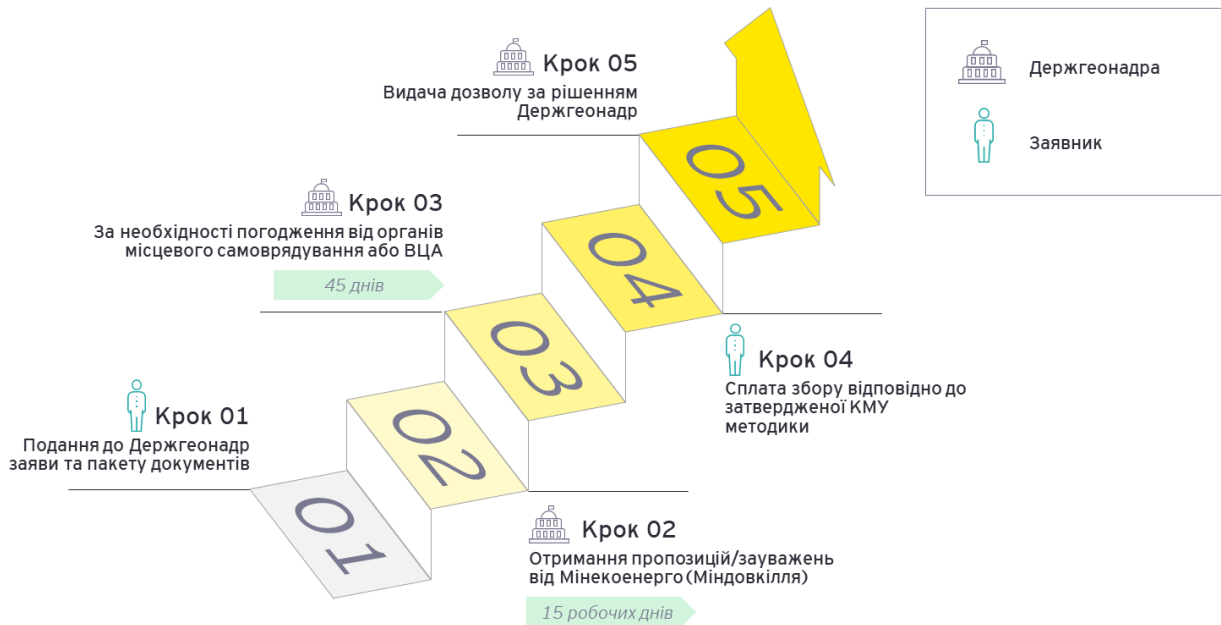 Крок 05
Видача дозволу за рішенням
Держгеонадр
Держгеонадра
Заявник
Крок 03
За необхідності погодження від органів
місцевого самоврядування або ВЦА
45 днів
Крок 04
Сплата збору відповідно до
затвердженої КМУ
методики
Крок 01
Подання до Держгеонадр
заяви та пакету документів
Крок 02
Отримання пропозицій/зауважень
від Мінекоенерго (Міндовкілля)
15 робочих днів
05
04
03
02
01